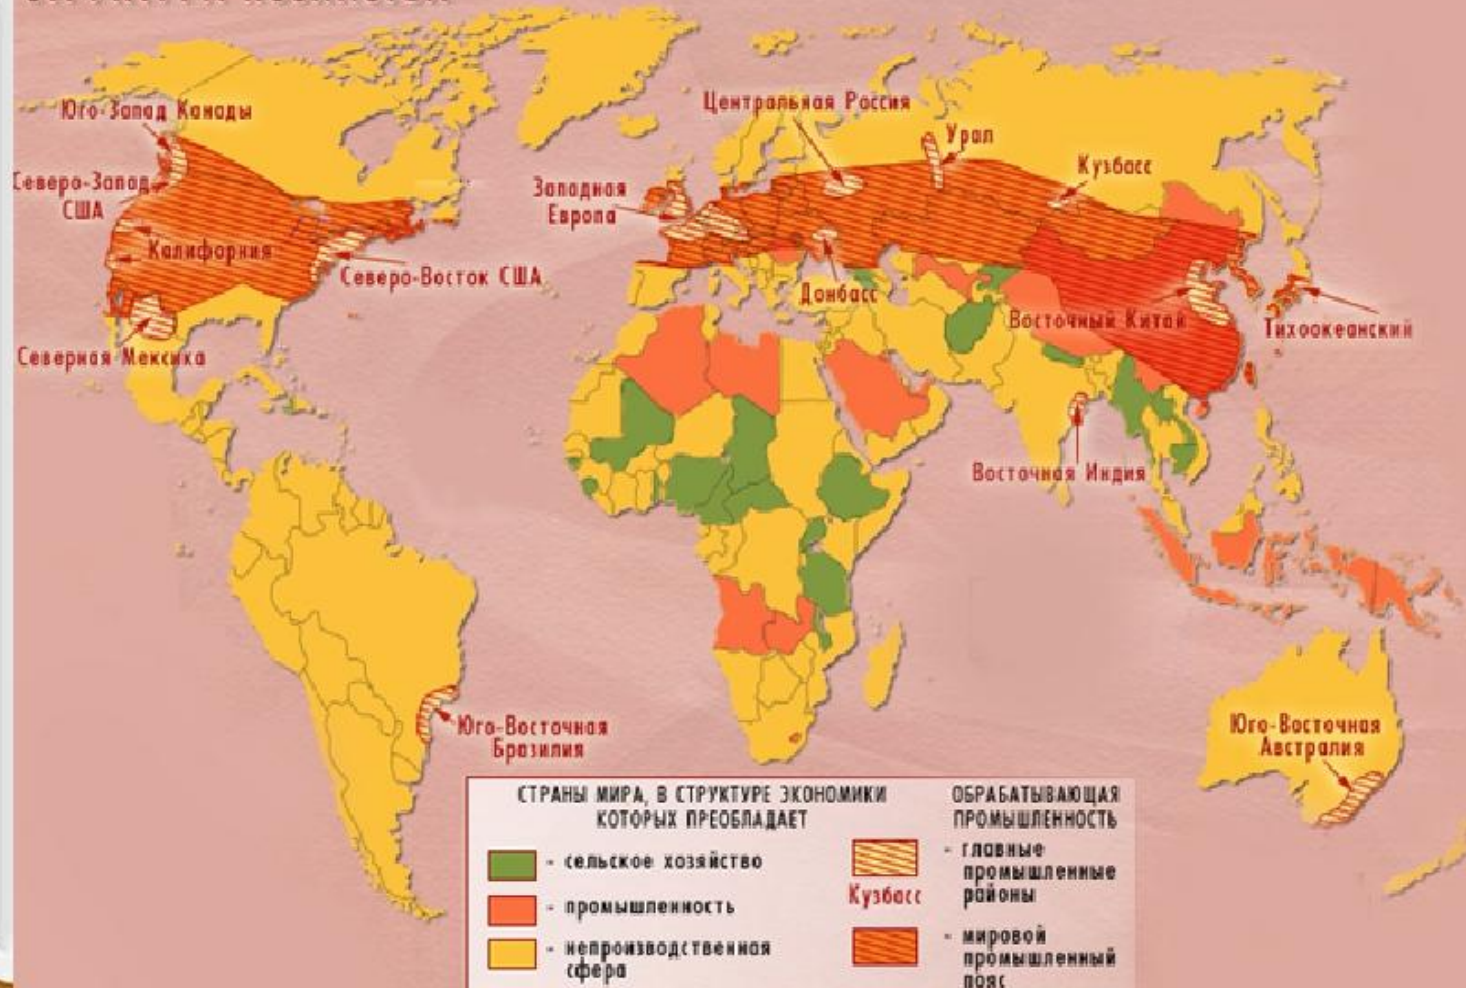 Юго-Запад Канады
Северо-Запад
США
Калифорния
Северо-Восток США
Северная Мексика
Западная
Европа
Центральная Россия
Урал
Кузбасс
Донбасс
Восточный Китай
Тихоокеанский
Восточная Индия
Юго-Восточная
Бразилия
Юго-Восточная
Австралия
СТРАНЫ МИРА, В СТРУКТУРЕ ЭКОНОМИКИ
КОТОРЫХ ПРЕОБЛАДАЕТ
- сельское хозяйство
- промышленность
- непроизводственная
сфера
ОБРАБАТЫВАЮЩАЯ
ПРОМЫШЛЕННОСТЬ
- главные
промышленные
районы
Кузбасс
- мировой
промышленный
пояс